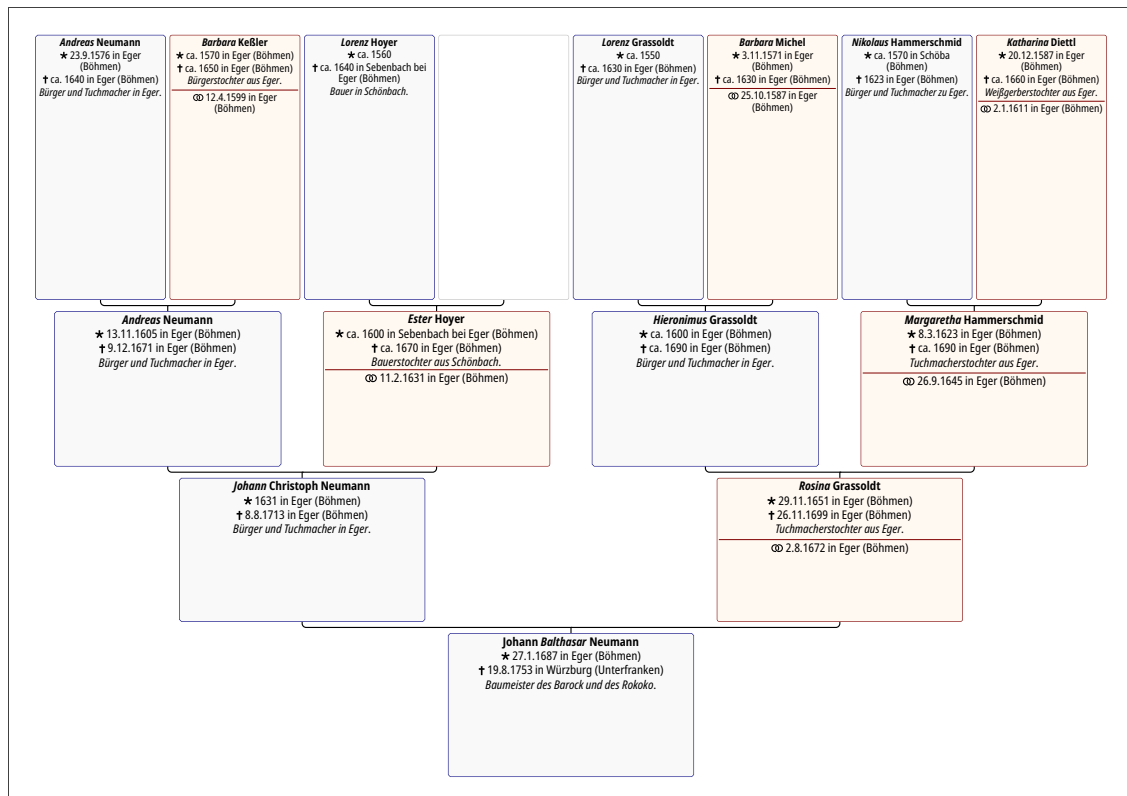 Andreas Neumann
★ 23.9.1576 in Eger
(Böhmen)
✝ ca. 1640 in Eger (Böhmen)
Bürger und Tuchmacher in Eger.
Barbara Keßler
★ ca. 1570 in Eger (Böhmen)
✝ ca. 1650 in Eger (Böhmen)
Bürgerstochter aus Eger.
⚭ 12.4.1599 in Eger
(Böhmen)
Lorenz Hoyer
★ ca. 1560
✝ ca. 1640 in Sebenbach bei
Eger (Böhmen)
Bauer in Schönbach.
Lorenz Grassoldt
★ ca. 1550
✝ ca. 1630 in Eger (Böhmen)
Bürger und Tuchmacher in Eger.
Barbara Michel
★ 3.11.1571 in Eger
(Böhmen)
✝ ca. 1630 in Eger (Böhmen)
⚭ 25.10.1587 in Eger
(Böhmen)
Nikolaus Hammerschmid
★ ca. 1570 in Schöba
(Böhmen)
✝ 1623 in Eger (Böhmen)
Bürger und Tuchmacher zu Eger.
Katharina Diettl
★ 20.12.1587 in Eger
(Böhmen)
✝ ca. 1660 in Eger (Böhmen)
Weißgerberstochter aus Eger.
⚭ 2.1.1611 in Eger (Böhmen)
Andreas Neumann
★ 13.11.1605 in Eger (Böhmen)
✝ 9.12.1671 in Eger (Böhmen)
Bürger und Tuchmacher in Eger.
Ester Hoyer
★ ca. 1600 in Sebenbach bei Eger (Böhmen)
✝ ca. 1670 in Eger (Böhmen)
Bauerstochter aus Schönbach.
⚭ 11.2.1631 in Eger (Böhmen)
Hieronimus Grassoldt
★ ca. 1600 in Eger (Böhmen)
✝ ca. 1690 in Eger (Böhmen)
Bürger und Tuchmacher in Eger.
Margaretha Hammerschmid
★ 8.3.1623 in Eger (Böhmen)
✝ ca. 1690 in Eger (Böhmen)
Tuchmacherstochter aus Eger.
⚭ 26.9.1645 in Eger (Böhmen)
Johann Christoph Neumann
★ 1631 in Eger (Böhmen)
✝ 8.8.1713 in Eger (Böhmen)
Bürger und Tuchmacher in Eger.
Rosina Grassoldt
★ 29.11.1651 in Eger (Böhmen)
✝ 26.11.1699 in Eger (Böhmen)
Tuchmacherstochter aus Eger.
⚭ 2.8.1672 in Eger (Böhmen)
Johann Balthasar Neumann
★ 27.1.1687 in Eger (Böhmen)
✝ 19.8.1753 in Würzburg (Unterfranken)
Baumeister des Barock und des Rokoko.